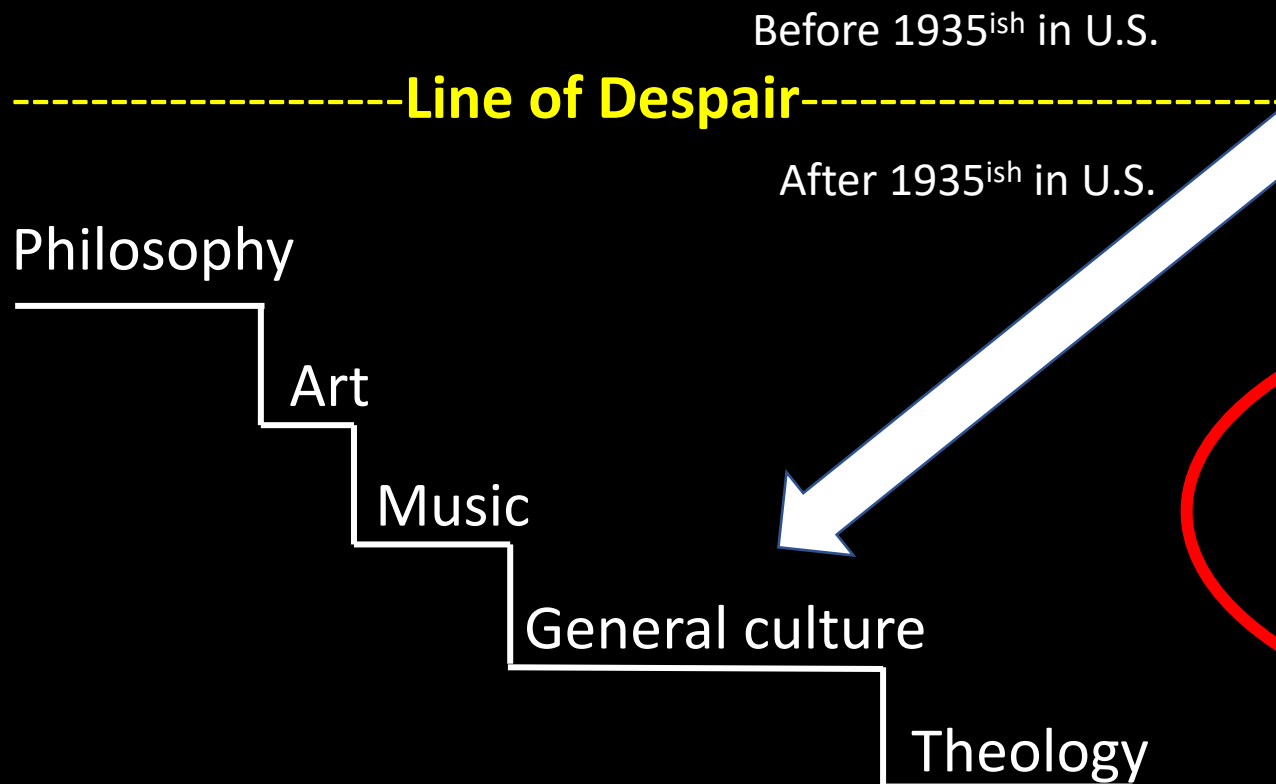 Before 1935ish in U.S.
Line of Despair
After 1935ish in U.S.
Philosophy
Art
Music
General culture
Theology